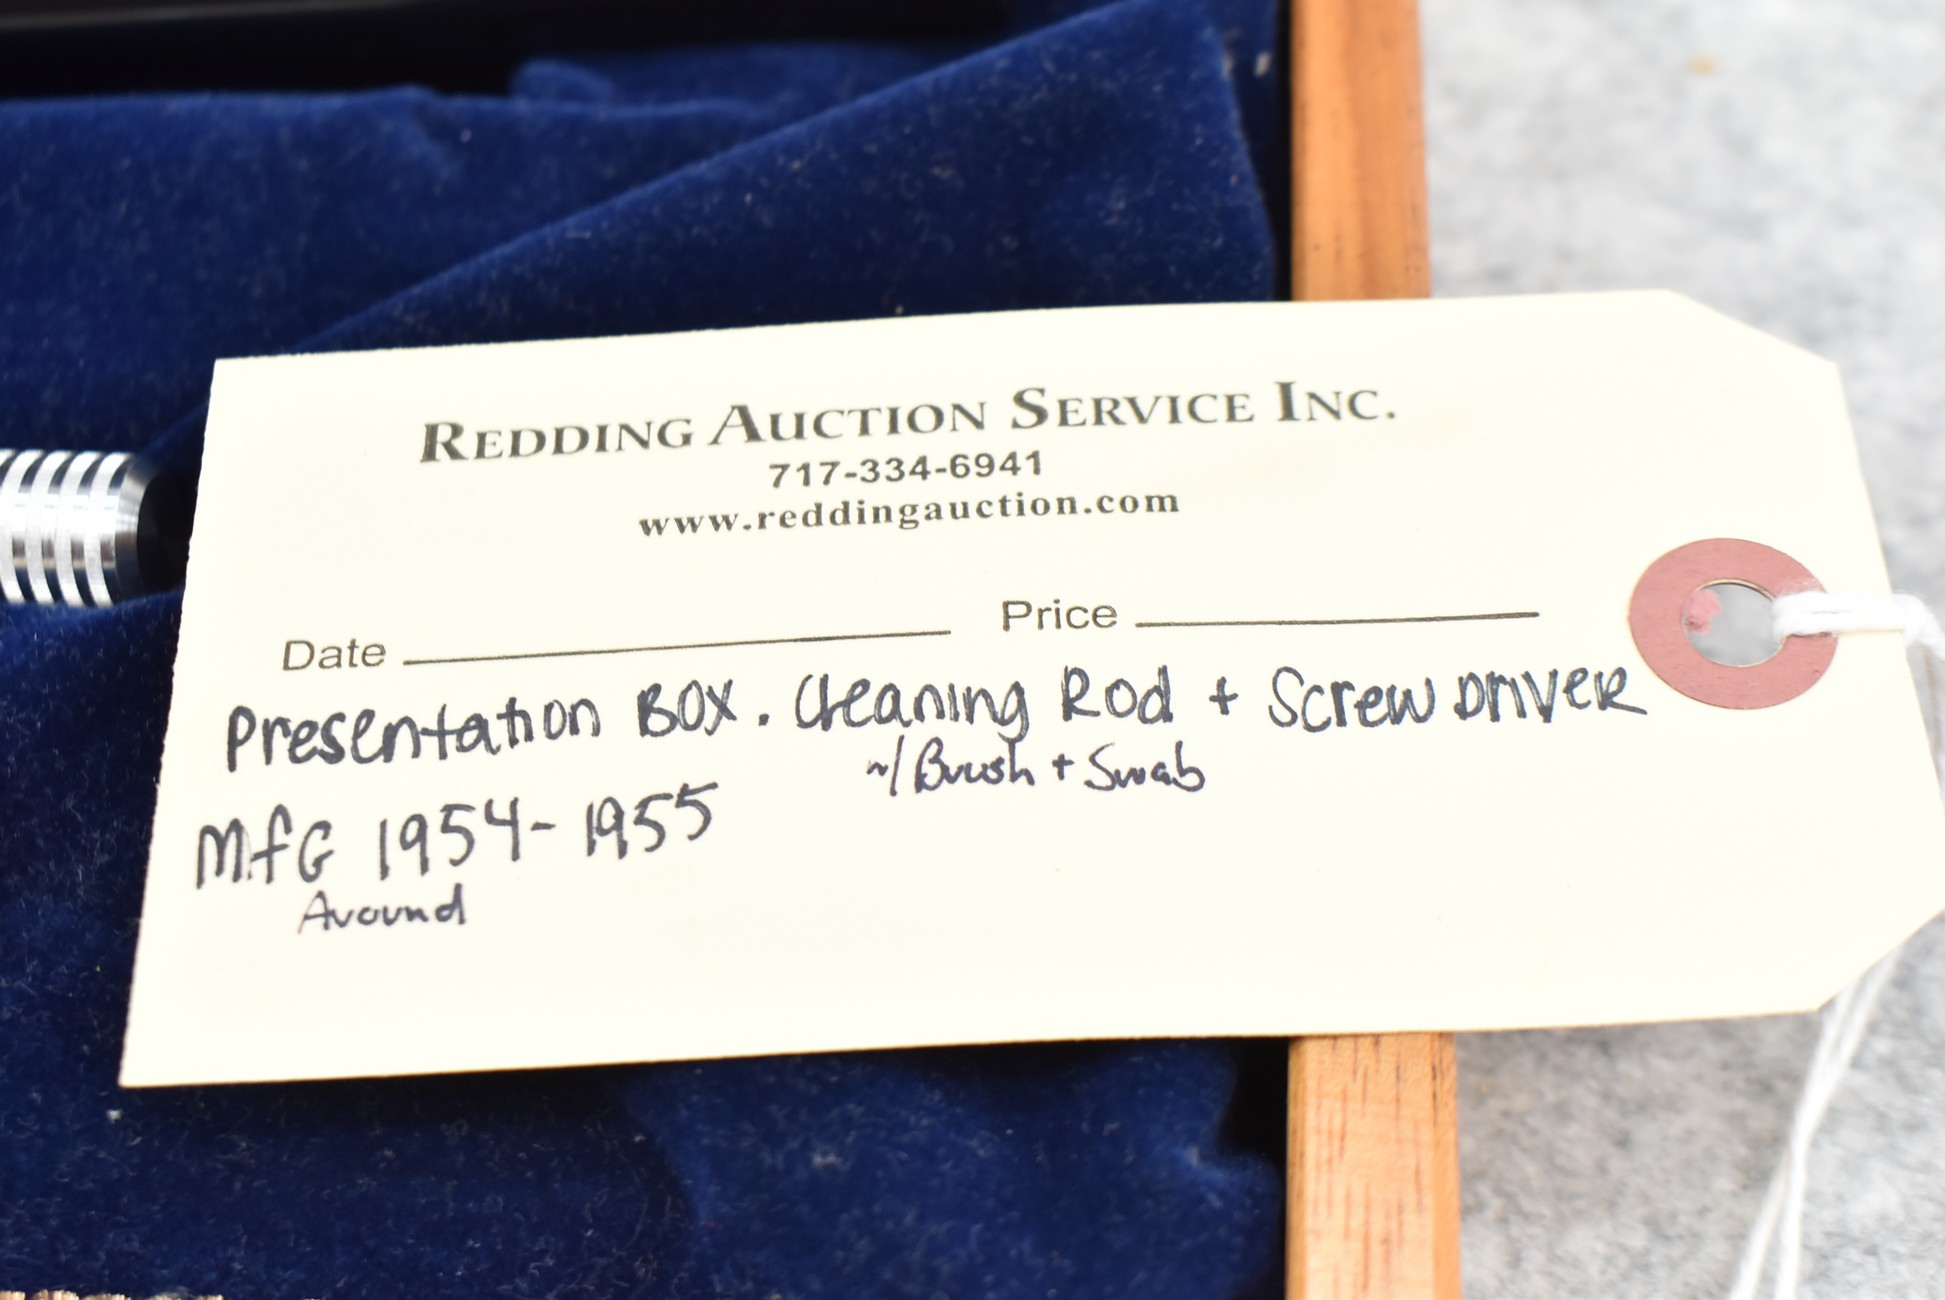 REDDING AUCTION SERVICE INC.
717-334-6941
www.reddingauction.com
Date Price
Presentation BOX. Cleaning Rod + Screw DRIVER
w/ Brush + Swab
MfG 1954-1955
Around